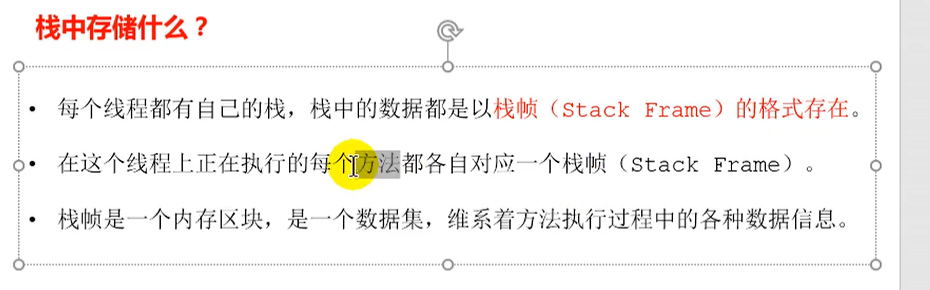 栈中存储什么？
• 每个线程都有自己的栈，栈中的数据都是以栈帧（Stack Frame）的格式存在。
• 在这个线程上正在执行的每个方法都各自对应一个栈帧（Stack Frame）。
• 栈帧是一个内存区块，是一个数据集，维系着方法执行过程中的各种数据信息。